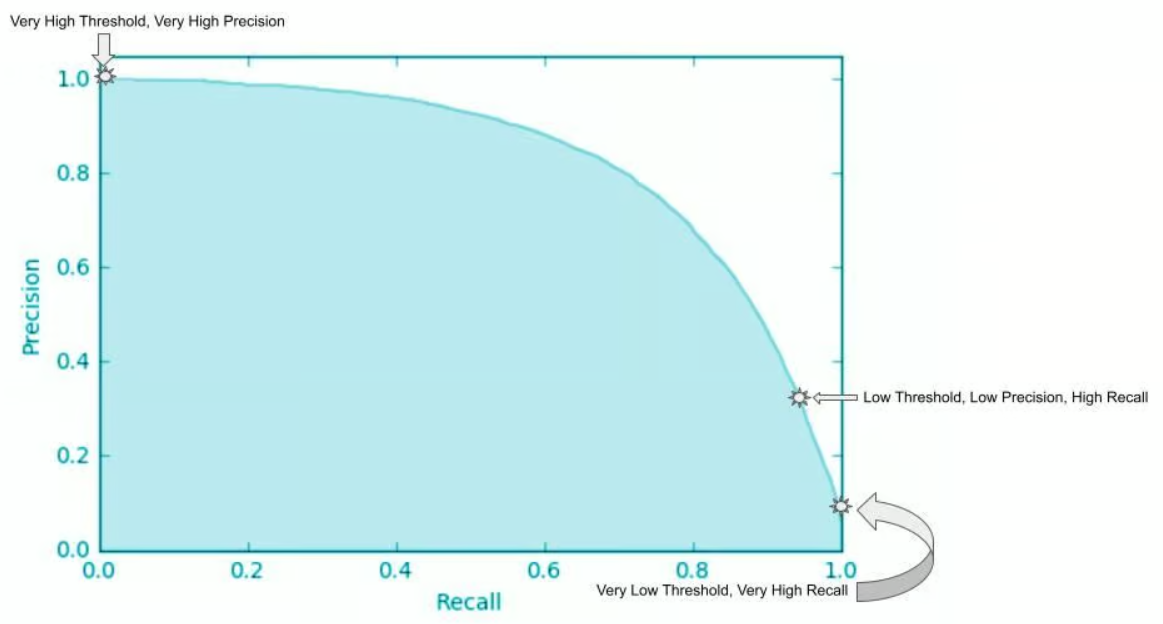 Very High Threshold, Very High Precision
1.0
0.8
0.6
0.4
0.2
0.0
Precision
Low Threshold, Low Precision, High Recall
0.0 0.2 0.4 0.6 0.8 1.0
Very Low Threshold, Very High Recall
Recall